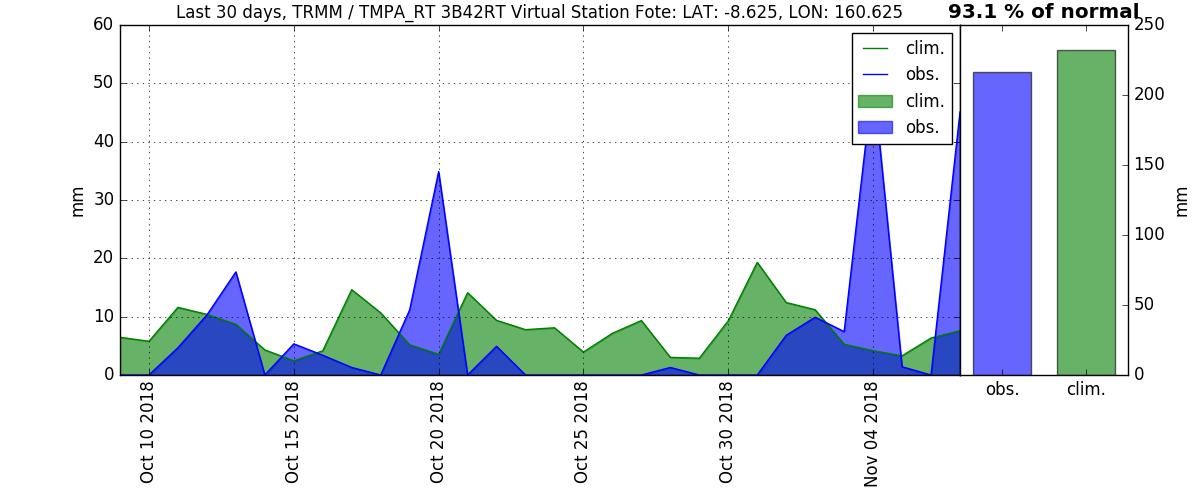 Last 30 days, TRMM / TMPA_RT 3B42RT Virtual Station Fote: LAT: -8.625, LON: 160.625
93.1 % of normal
60
50
40
30
20
10
0
mm
clim.
obs.
clim.
obs.
Oct 10 2018
Oct 15 2018
Oct 20 2018
Oct 25 2018
Oct 30 2018
Nov 04 2018
250
200
150
100
50
0
mm
obs.
clim.